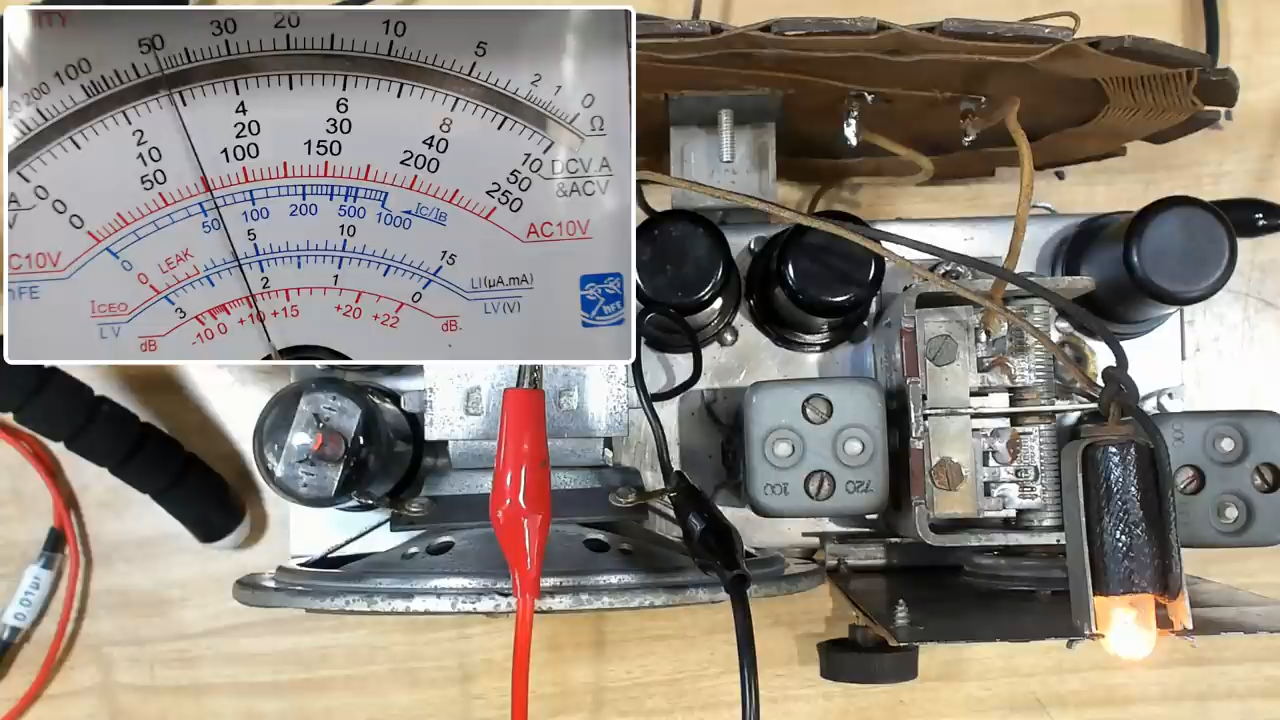 50 30 20 10 5 2 1 0 Ω
200 100
0 2 4 6 8 10 DCV.A
0 10 20 30 40 50 &ACV
0 50 100 150 200 250
C10V AC10V
0 50 100 200 500 1000 IC/IB
hFE
0 LEAK 5 10 15 LI(μA.mA)
ICEO
LV 3 2 1 0 LV(V)
dB -10 0 +10 +15 +20 +22 dB.
hFE
100 720
0.01μf